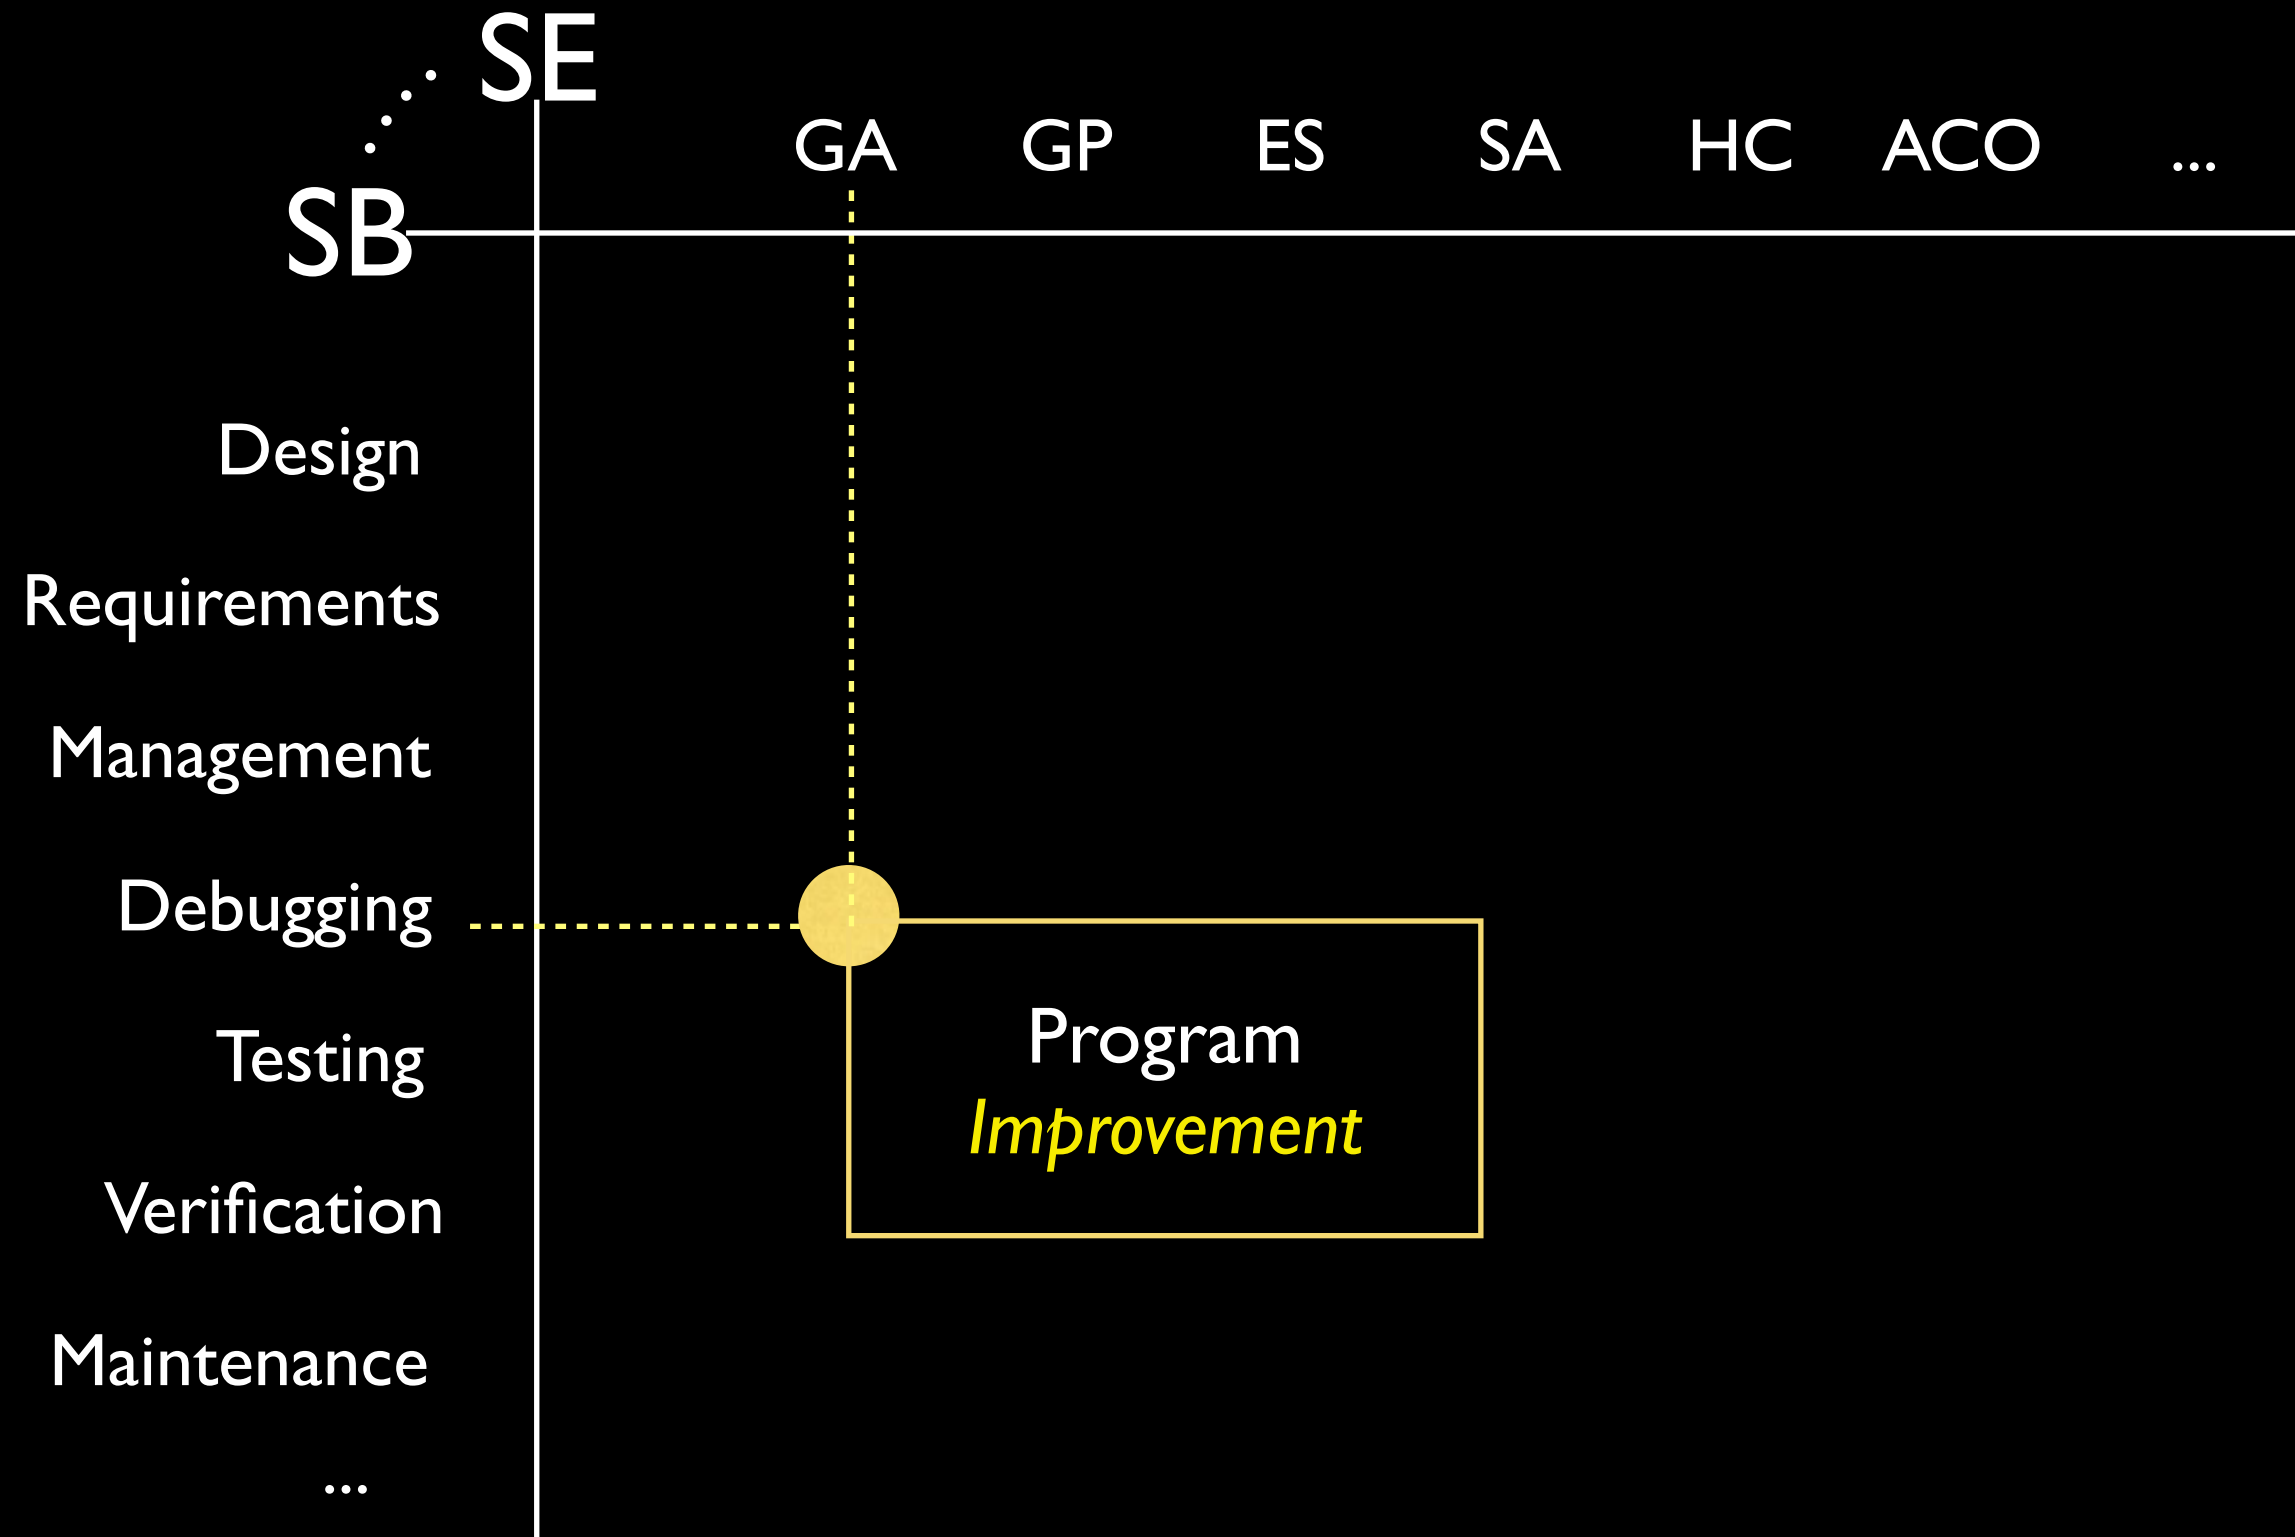 SE
GA GP ES SA HC ACO ...
SB
Design
Requirements
Management
Debugging
Program
Improvement
Testing
Verification
Maintenance
...